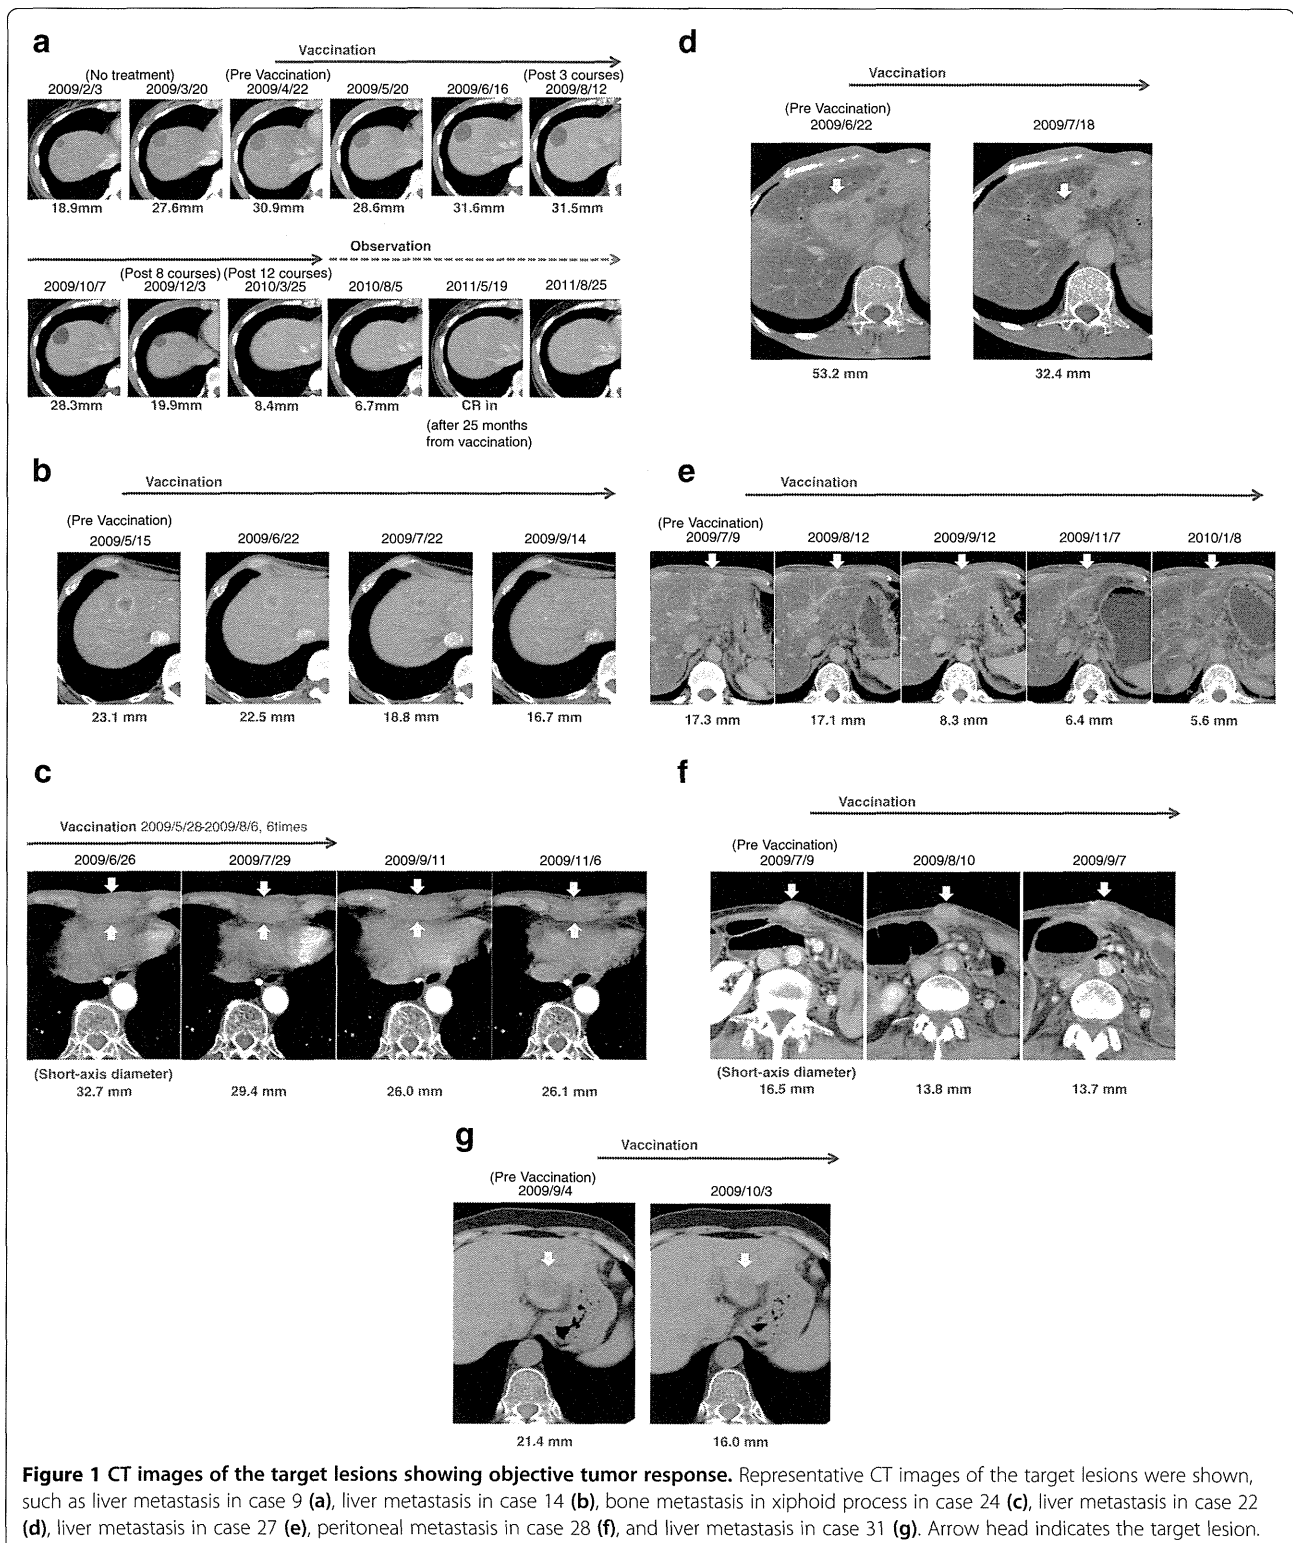 a
Vaccination
(No treatment) (Pre Vaccination) (Post 3 courses)
2009/2/3 2009/3/20 2009/4/22 2009/5/20 2009/6/16 2009/8/12
18.9mm 27.6mm 30.9mm 28.6mm 31.6mm 31.5mm
Observation
(Post 8 courses) (Post 12 courses)
2009/10/7 2009/12/3 2010/3/25 2010/8/5 2011/5/19 2011/8/25
28.3mm 19.9mm 8.4mm 6.7mm CR in
(after 25 months
from vaccination)
d
Vaccination
(Pre Vaccination)
2009/6/22 2009/7/18
53.2 mm 32.4 mm
b
Vaccination
(Pre Vaccination)
2009/5/15 2009/6/22 2009/7/22 2009/9/14
23.1 mm 22.5 mm 18.8 mm 16.7 mm
e
Vaccination
(Pre Vaccination)
2009/7/9 2009/8/12 2009/9/12 2009/11/7 2010/1/8
17.3 mm 17.1 mm 8.3 mm 6.4 mm 5.6 mm
c
Vaccination 2009/5/28-2009/8/6, 6times
2009/6/26 2009/7/29 2009/9/11 2009/11/6
(Short-axis diameter)
32.7 mm 29.4 mm 26.0 mm 26.1 mm
f
Vaccination
(Pre Vaccination)
2009/7/9 2009/8/10 2009/9/7
(Short-axis diameter)
16.5 mm 13.8 mm 13.7 mm
g
Vaccination
(Pre Vaccination)
2009/9/4 2009/10/3
21.4 mm 16.0 mm
Figure 1 CT images of the target lesions showing objective tumor response. Representative CT images of the target lesions were shown,
such as liver metastasis in case 9 (a), liver metastasis in case 14 (b), bone metastasis in xiphoid process in case 24 (c), liver metastasis in case 22
(d), liver metastasis in case 27 (e), peritoneal metastasis in case 28 (f), and liver metastasis in case 31 (g). Arrow head indicates the target lesion.